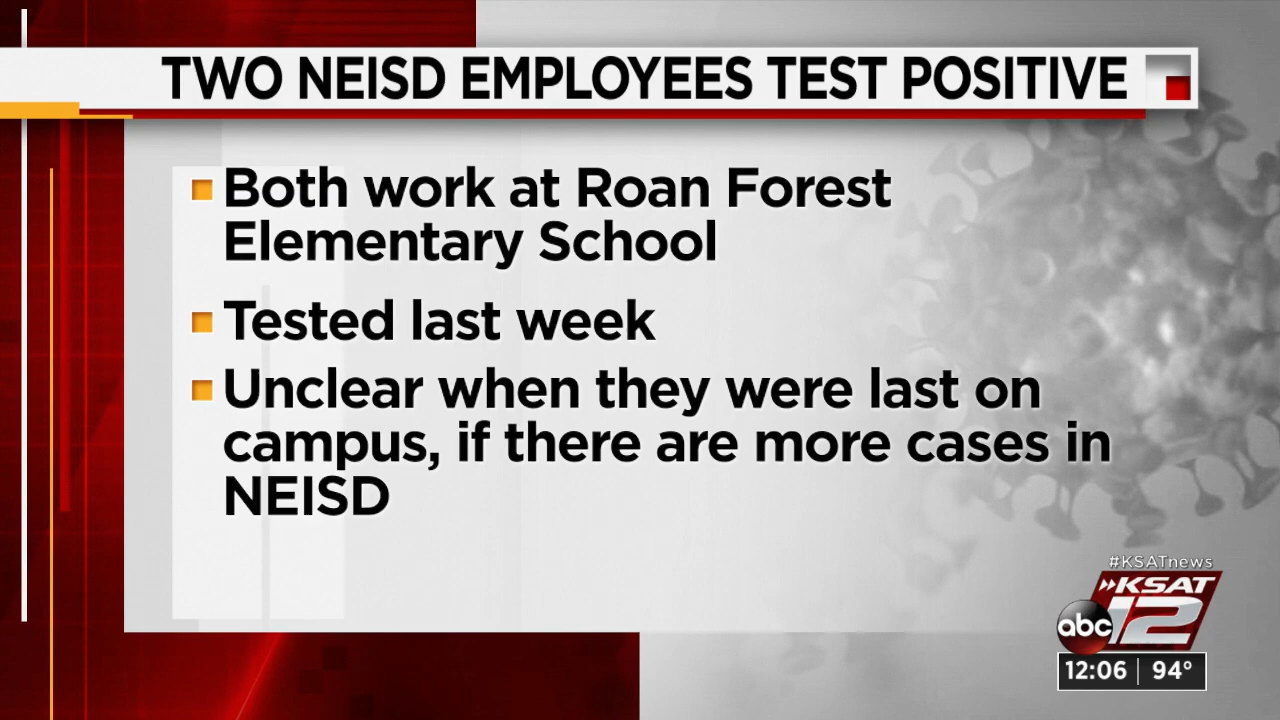 TWO NEISD EMPLOYEES TEST POSITIVE
Both work at Roan Forest
Elementary School
Tested last week
Unclear when they were last on
campus, if there are more cases in
NEISD
#KSATnews
KSAT
abc 12
12:06 94°